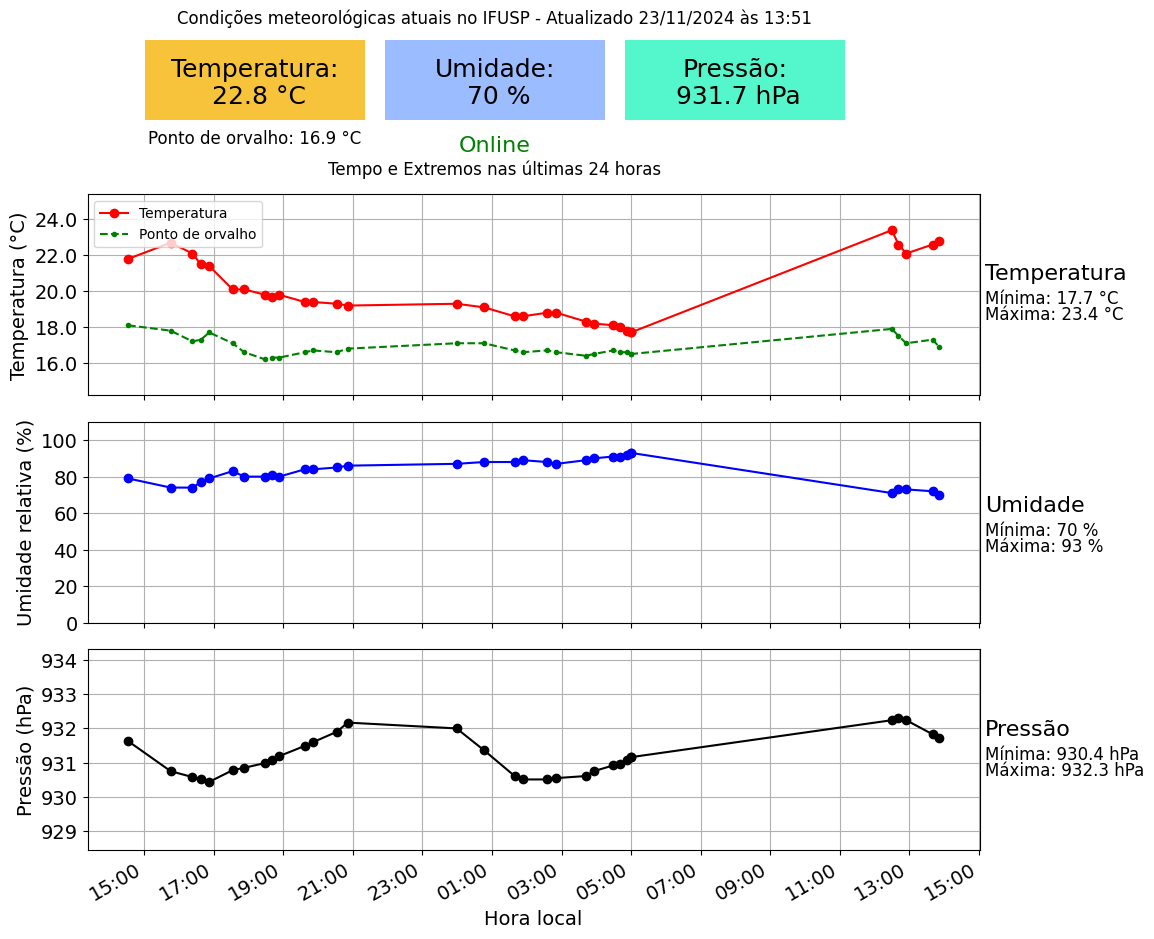 Condições meteorológicas atuais no IFUSP - Atualizado 23/11/2024 às 13:51
Temperatura:
22.8 °C
Umidade:
70 %
Pressão:
931.7 hPa
Ponto de orvalho: 16.9 °C
Online
Tempo e Extremos nas últimas 24 horas
Temperatura (°C)
24.0
22.0
20.0
18.0
16.0
Temperatura
Ponto de orvalho
Temperatura
Mínima: 17.7 °C
Máxima: 23.4 °C
Umidade relativa (%)
100
80
60
40
20
0
Umidade
Mínima: 70 %
Máxima: 93 %
Pressão (hPa)
934
933
932
931
930
929
Pressão
Mínima: 930.4 hPa
Máxima: 932.3 hPa
15:00 17:00 19:00 21:00 23:00 01:00 03:00 05:00 07:00 09:00 11:00 13:00 15:00
Hora local